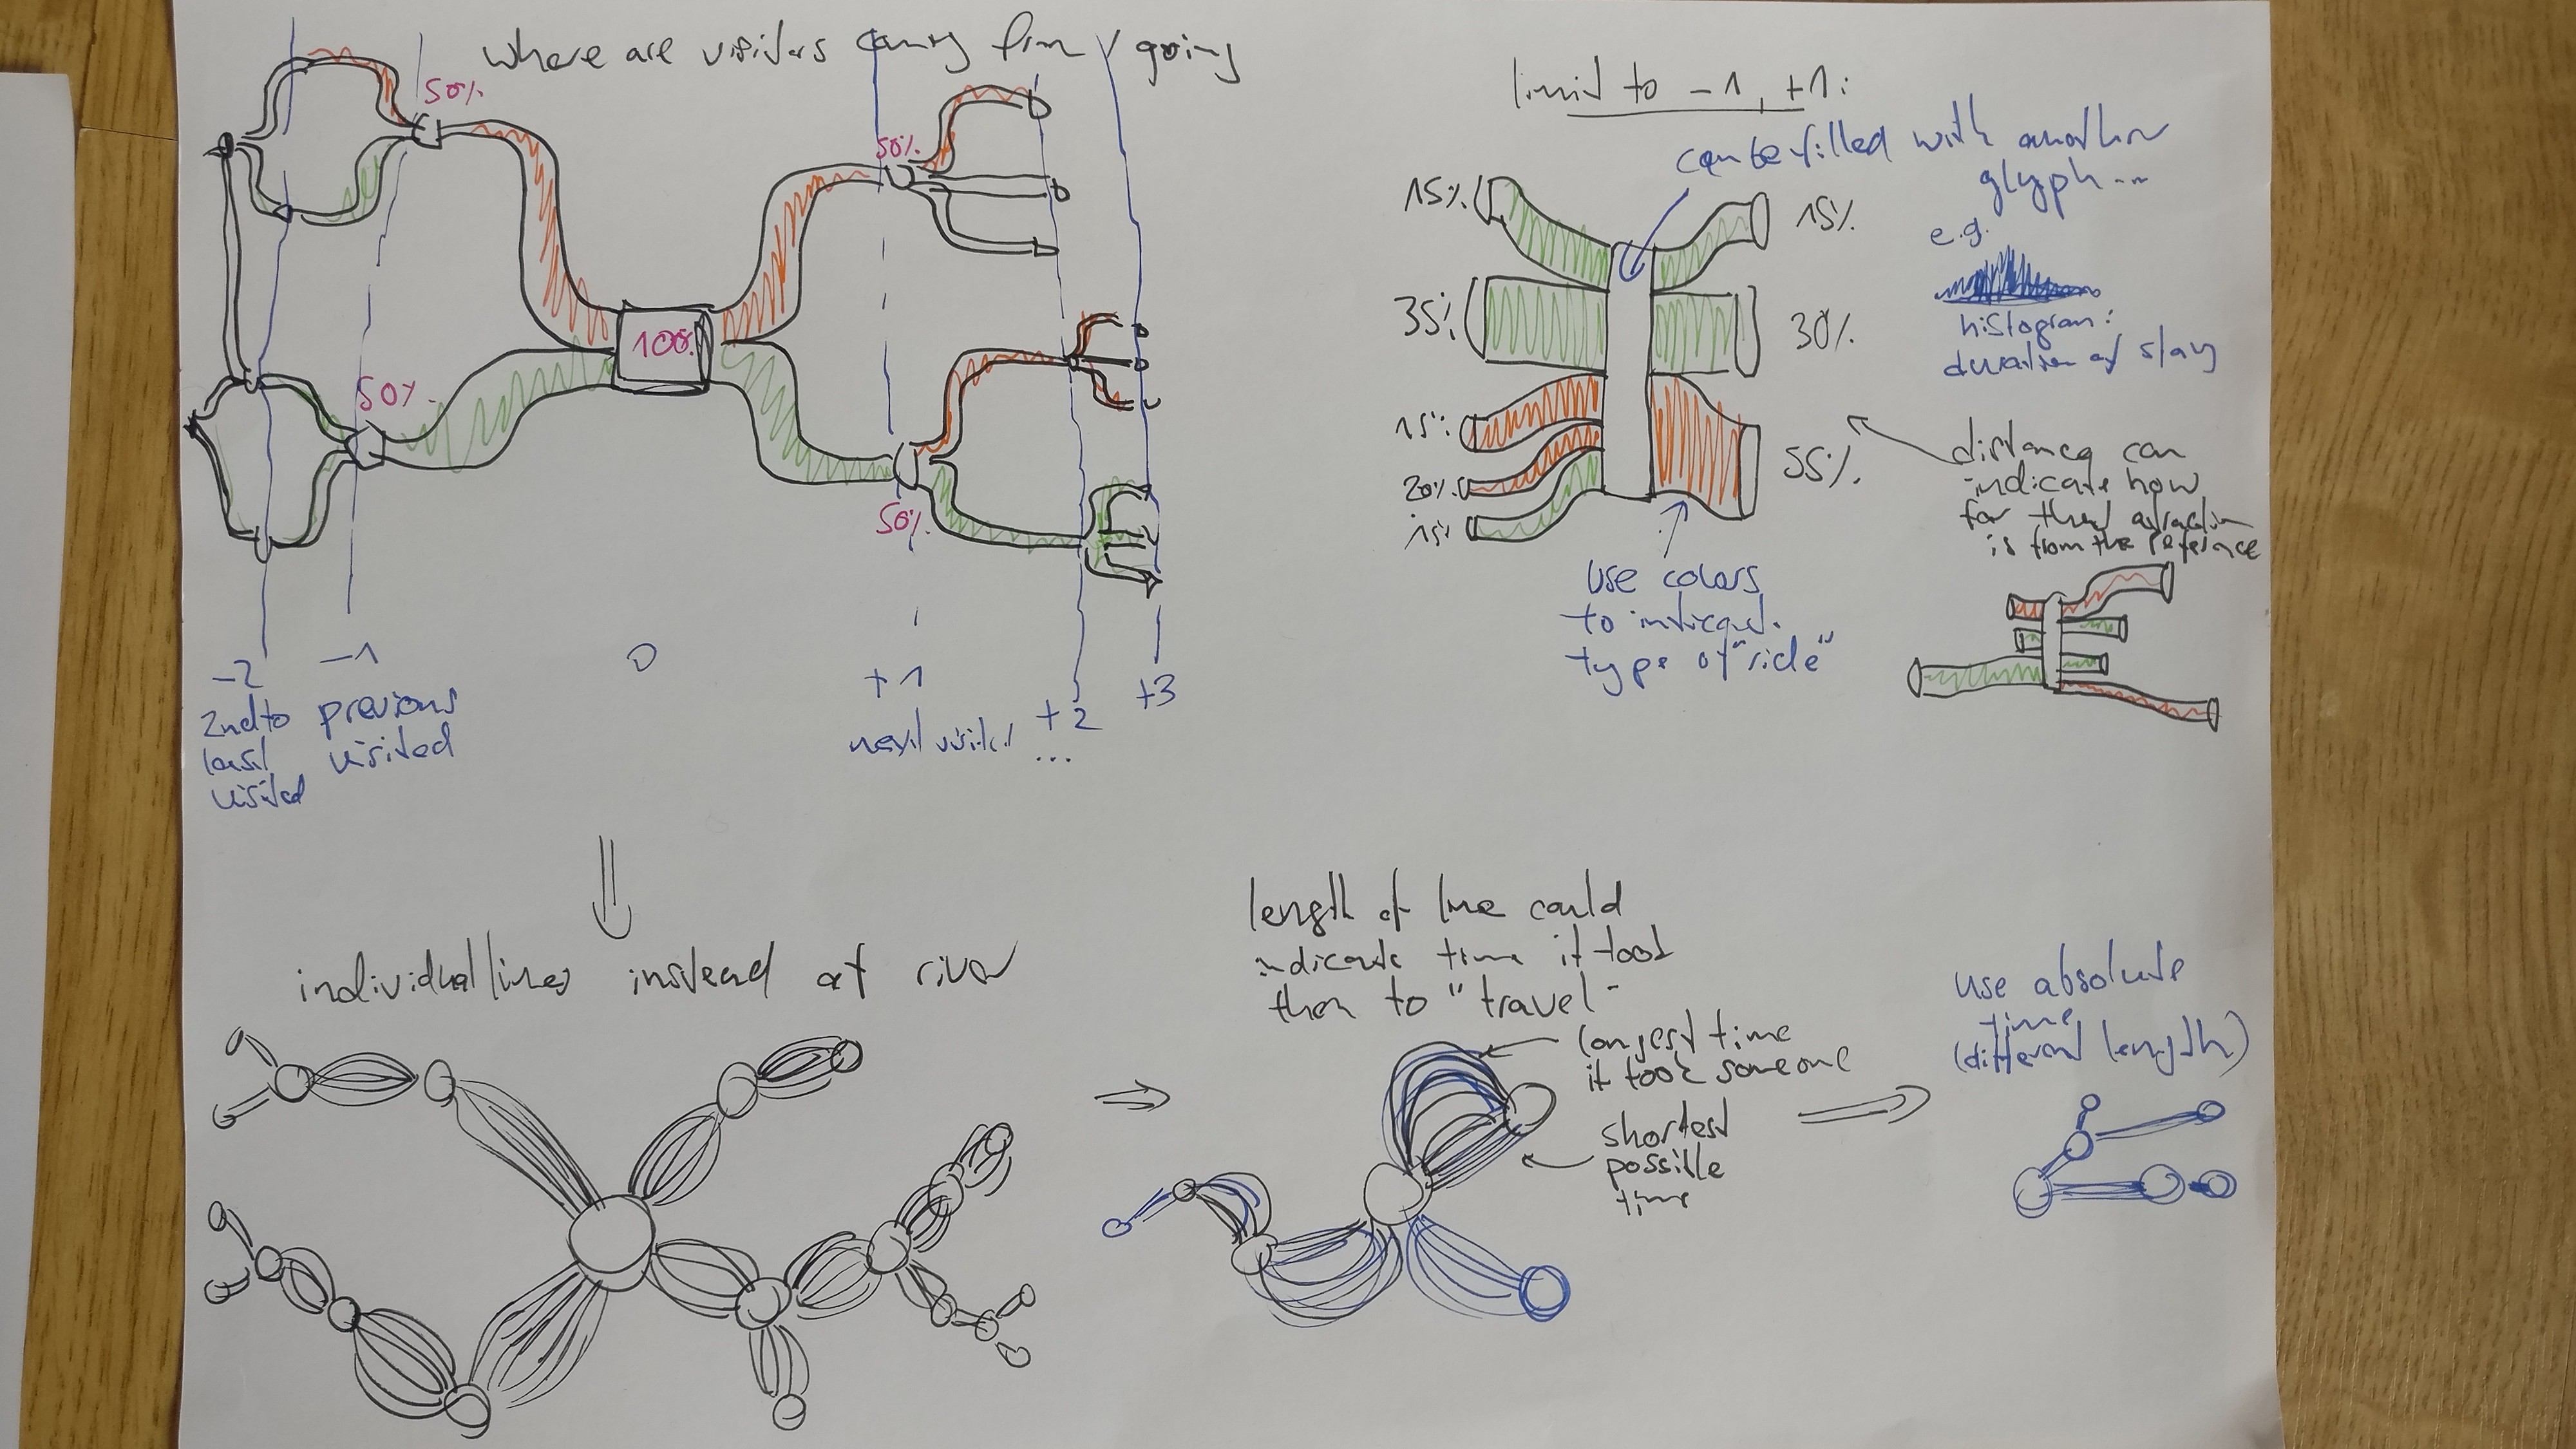 where are visitors coming from / going
50%
50%
100%
50%
50%
-2
2nd to
last
visited
-1
previous
visited
0
+1
next visited
+2
...
+3
limit to -1, +1:
can be filled with another
glyph...
e.g.
histogram:
duration of stay
15%
35%
15%
20%
15%
15%
30%
55%
use colors
to indicat.
type of "ride"
distance can
indicate how
far the attraction
is from the reference
individual lines instead of river
length of line could
indicate time it took
them to "travel"
longest time
it took someone
shortest
possible
time
use absolute
time
(different length)